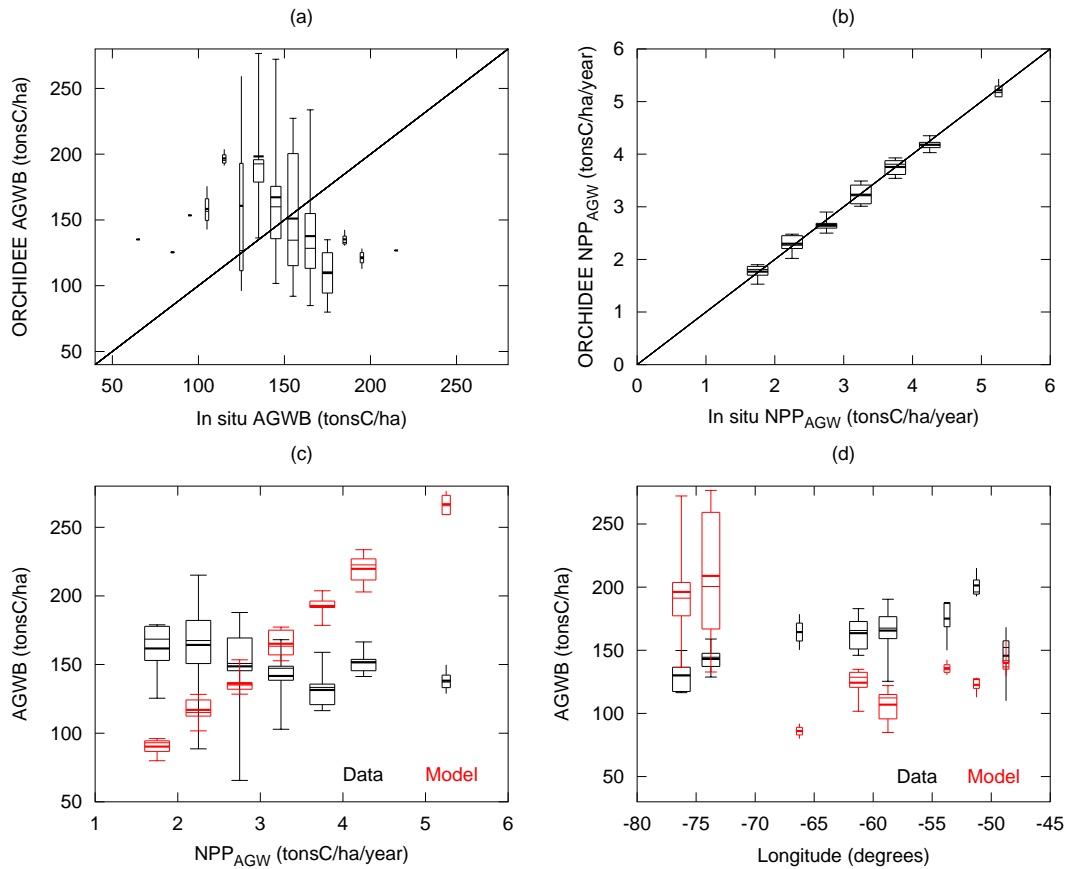 (a)
ORCHIDEE AGWB (tonsC/ha)
250
200
150
100
50
50 100 150 200 250
In situ AGWB (tonsC/ha)
(b)
ORCHIDEE NPP_AGW (tonsC/ha/year)
6
5
4
3
2
1
0
0 1 2 3 4 5 6
In situ NPP_AGW (tonsC/ha/year)
(c)
AGWB (tonsC/ha)
250
200
150
100
50
Data Model
1 2 3 4 5 6
NPP_AGW (tonsC/ha/year)
(d)
AGWB (tonsC/ha)
250
200
150
100
50
Data Model
-80 -75 -70 -65 -60 -55 -50 -45
Longitude (degrees)